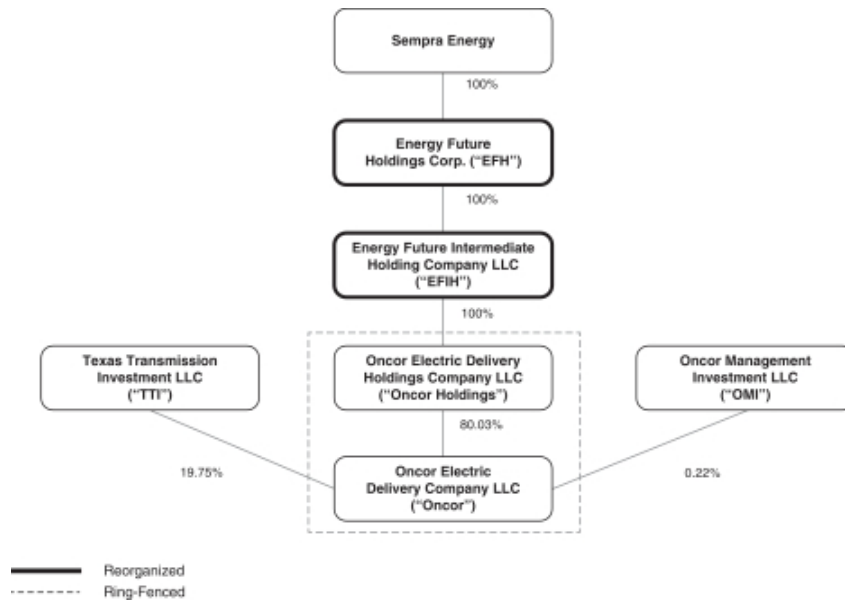 Sempra Energy
100%
Energy Future
Holdings Corp. (“EFH”)
100%
Energy Future Intermediate
Holding Company LLC
(“EFIH”)
100%
Texas Transmission
Investment LLC
(“TTI”)
Oncor Electric Delivery
Holdings Company LLC
(“Oncor Holdings”)
Oncor Management
Investment LLC
(“OMI”)
80.03%
19.75%
0.22%
Oncor Electric
Delivery Company LLC
(“Oncor”)
Reorganized
Ring-Fenced